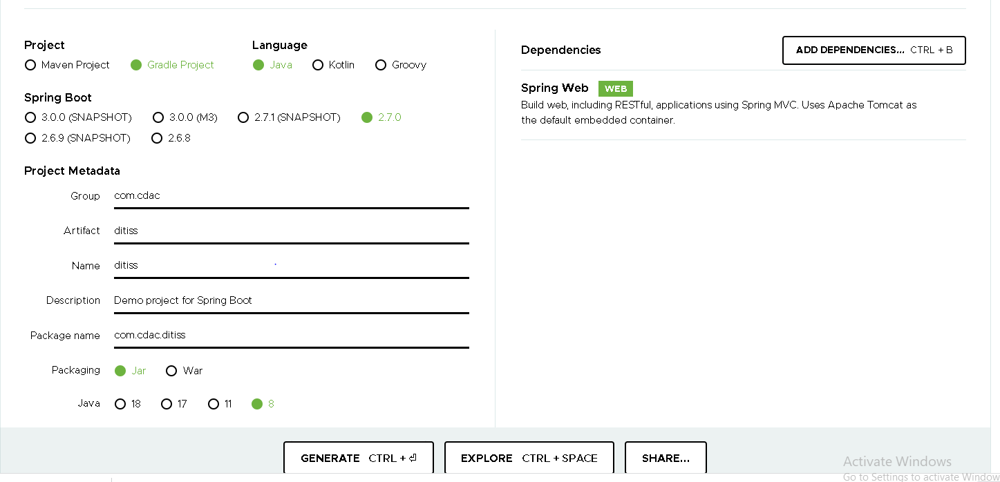 Project
Maven Project Gradle Project
Language
Java Kotlin Groovy
Spring Boot
3.0.0 (SNAPSHOT) 3.0.0 (M3) 2.7.1 (SNAPSHOT) 2.7.0
2.6.9 (SNAPSHOT) 2.6.8
Project Metadata
Group com.cdac
Artifact ditiss
Name ditiss
Description Demo project for Spring Boot
Package name com.cdac.ditiss
Packaging Jar War
Java 18 17 11 8
Dependencies
ADD DEPENDENCIES... CTRL + B
Spring Web WEB
Build web, including RESTful, applications using Spring MVC. Uses Apache Tomcat as
the default embedded container.
GENERATE CTRL + ⏎
EXPLORE CTRL + SPACE
SHARE...
Activate Windows
Go to Settings to activate Window